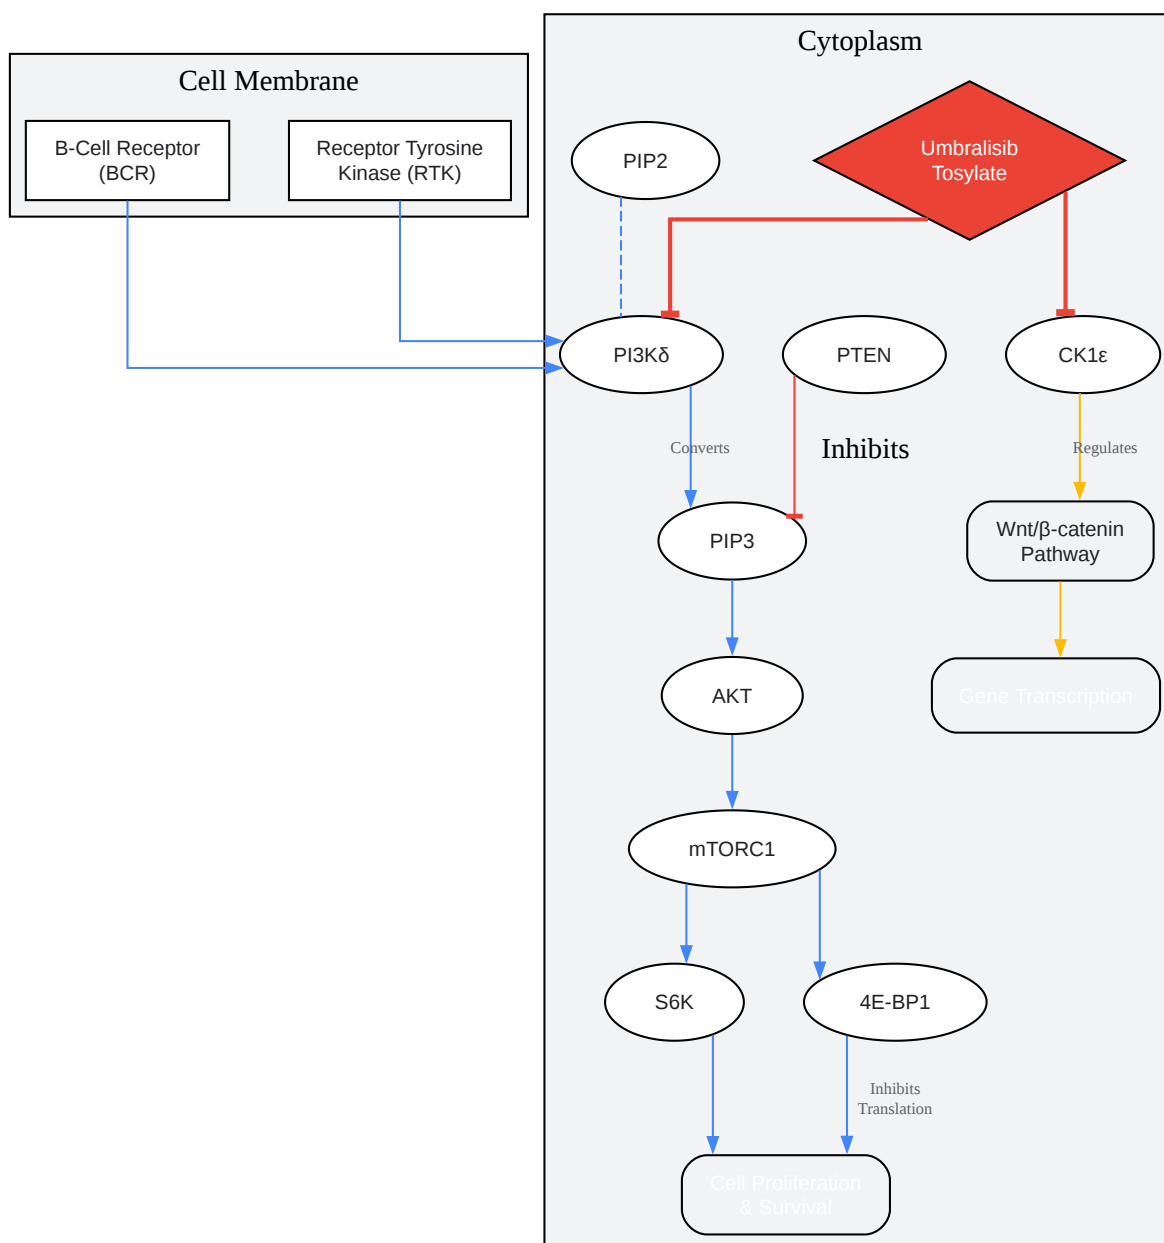 Cytoplasm
Cell Membrane
B-Cell Receptor
(BCR)
Receptor Tyrosine
Kinase (RTK)
PIP2
Umbralisib
Tosylate
PI3Kδ
PTEN
CK1ε
Converts
Inhibits
Regulates
PIP3
Wnt/β-catenin
Pathway
AKT
Gene Transcription
mTORC1
S6K
4E-BP1
Inhibits
Translation
Cell Proliferation
& Survival